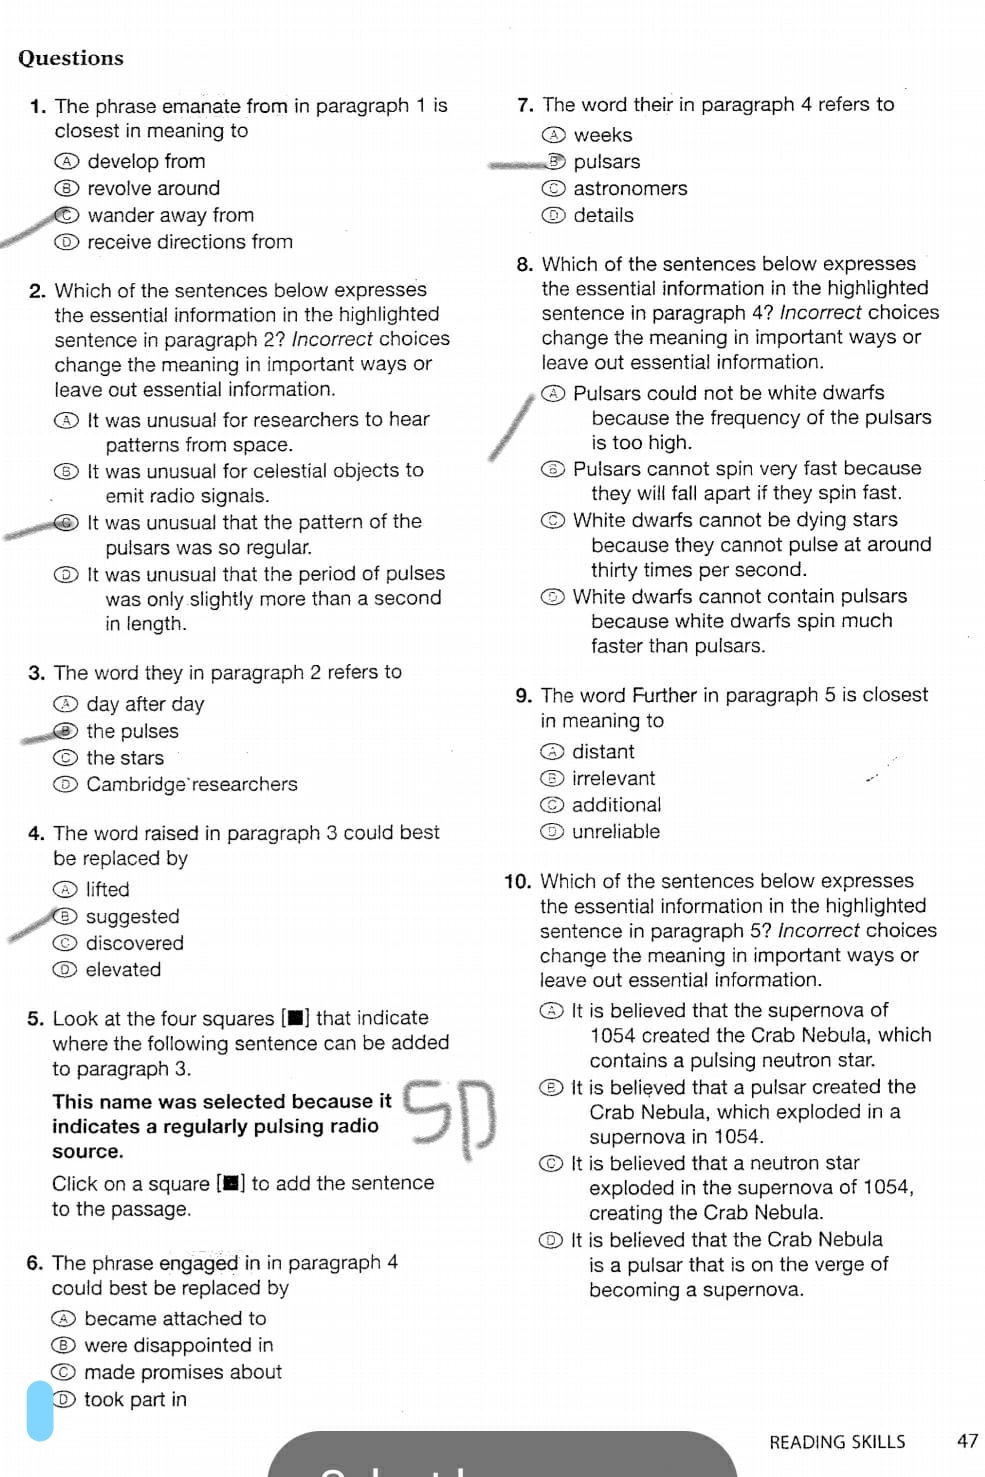 Questions
1. The phrase emanate from in paragraph 1 is
closest in meaning to
Ⓐ develop from
Ⓑ revolve around
Ⓒ wander away from
Ⓓ receive directions from
2. Which of the sentences below expresses
the essential information in the highlighted
sentence in paragraph 2? Incorrect choices
change the meaning in important ways or
leave out essential information.
Ⓐ It was unusual for researchers to hear
patterns from space.
Ⓑ It was unusual for celestial objects to
emit radio signals.
Ⓒ It was unusual that the pattern of the
pulsars was so regular.
Ⓓ It was unusual that the period of pulses
was only slightly more than a second
in length.
3. The word they in paragraph 2 refers to
Ⓐ day after day
Ⓑ the pulses
Ⓒ the stars
Ⓓ Cambridge researchers
4. The word raised in paragraph 3 could best
be replaced by
Ⓐ lifted
Ⓑ suggested
Ⓒ discovered
Ⓓ elevated
5. Look at the four squares [■] that indicate
where the following sentence can be added
to paragraph 3.
This name was selected because it
indicates a regularly pulsing radio
source.
Click on a square [■] to add the sentence
to the passage.
6. The phrase engaged in in paragraph 4
could best be replaced by
Ⓐ became attached to
Ⓑ were disappointed in
Ⓒ made promises about
Ⓓ took part in
7. The word their in paragraph 4 refers to
Ⓐ weeks
Ⓑ pulsars
Ⓒ astronomers
Ⓓ details
8. Which of the sentences below expresses
the essential information in the highlighted
sentence in paragraph 4? Incorrect choices
change the meaning in important ways or
leave out essential information.
Ⓐ Pulsars could not be white dwarfs
because the frequency of the pulsars
is too high.
Ⓑ Pulsars cannot spin very fast because
they will fall apart if they spin fast.
Ⓒ White dwarfs cannot be dying stars
because they cannot pulse at around
thirty times per second.
Ⓓ White dwarfs cannot contain pulsars
because white dwarfs spin much
faster than pulsars.
9. The word Further in paragraph 5 is closest
in meaning to
Ⓐ distant
Ⓑ irrelevant
Ⓒ additional
Ⓓ unreliable
10. Which of the sentences below expresses
the essential information in the highlighted
sentence in paragraph 5? Incorrect choices
change the meaning in important ways or
leave out essential information.
Ⓐ It is believed that the supernova of
1054 created the Crab Nebula, which
contains a pulsing neutron star.
Ⓑ It is believed that a pulsar created the
Crab Nebula, which exploded in a
supernova in 1054.
Ⓒ It is believed that a neutron star
exploded in the supernova of 1054,
creating the Crab Nebula.
Ⓓ It is believed that the Crab Nebula
is a pulsar that is on the verge of
becoming a supernova.
READING SKILLS 47